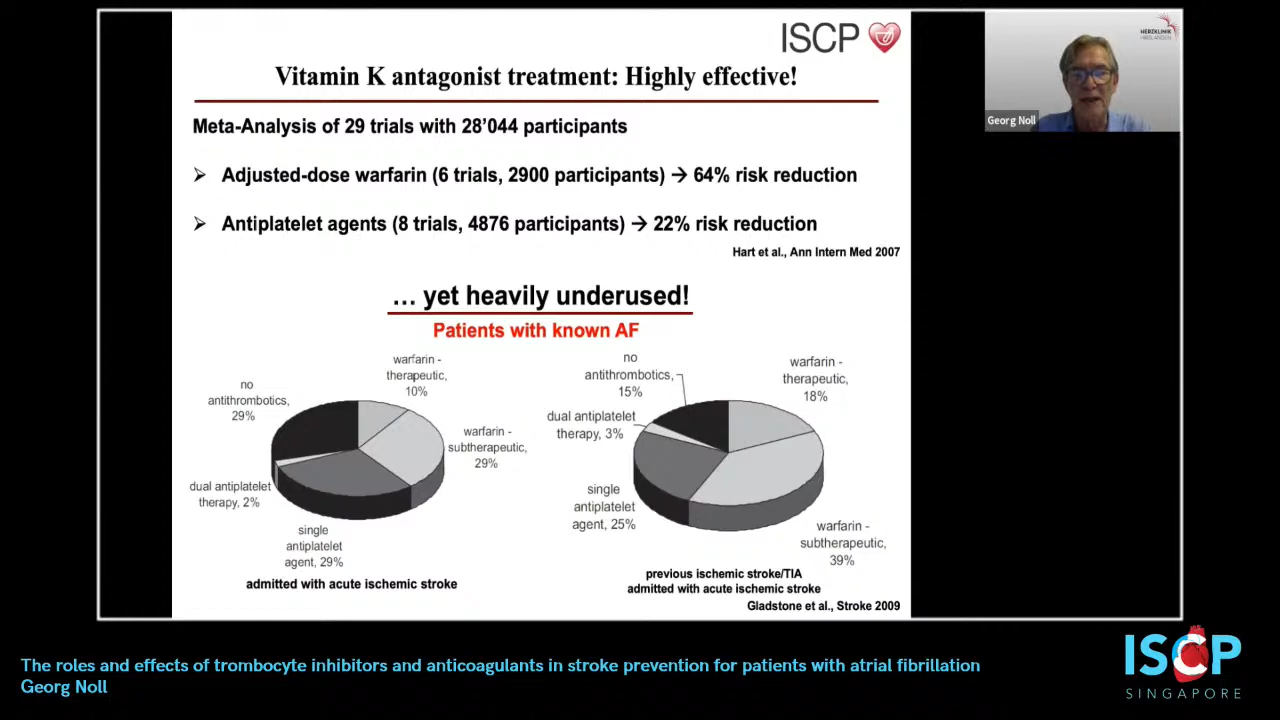 ISCP
Vitamin K antagonist treatment: Highly effective!
Meta-Analysis of 29 trials with 28’044 participants
➢ Adjusted-dose warfarin (6 trials, 2900 participants) → 64% risk reduction
➢ Antiplatelet agents (8 trials, 4876 participants) → 22% risk reduction
Hart et al., Ann Intern Med 2007
… yet heavily underused!
Patients with known AF
warfarin -
therapeutic,
10%
no
antithrombotics,
29%
warfarin -
subtherapeutic,
29%
dual antiplatelet
therapy, 2%
single
antiplatelet
agent, 29%
admitted with acute ischemic stroke
no
antithrombotics,
15%
warfarin -
therapeutic,
18%
dual antiplatelet
therapy, 3%
single
antiplatelet
agent, 25%
warfarin -
subtherapeutic,
39%
previous ischemic stroke/TIA
admitted with acute ischemic stroke
Gladstone et al., Stroke 2009
HERZKLINIK
HIRSLANDEN
Georg Noll
The roles and effects of trombocyte inhibitors and anticoagulants in stroke prevention for patients with atrial fibrillation
Georg Noll
ISCP
SINGAPORE